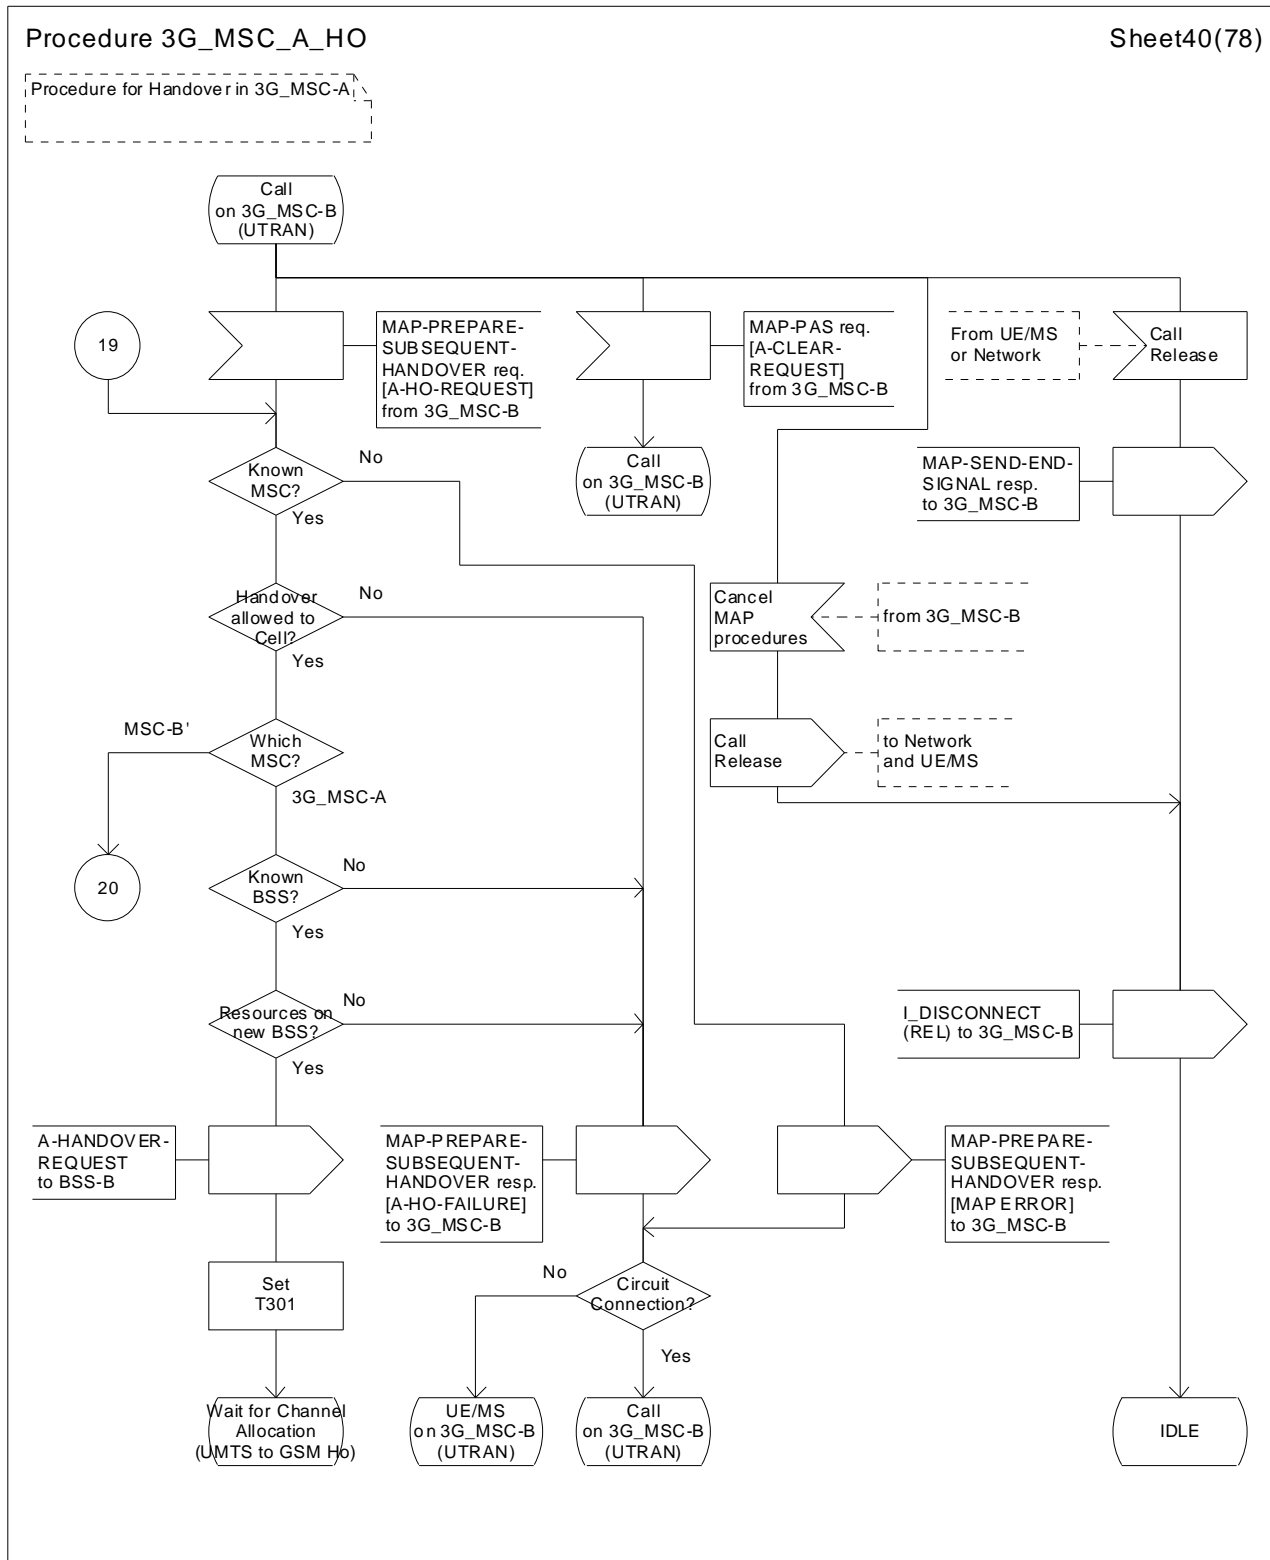 Procedure 3G_MSC_A_HO
Sheet40(78)
Procedure for Handover in 3G_MSC-A
Call
on 3G_MSC-B
(UTRAN)
19
MAP-PREPARE-
SUBSEQUENT-
HANDOVER req.
[A-HO-REQUEST]
from 3G_MSC-B
MAP-PAS req.
[A-CLEAR-
REQUEST]
from 3G_MSC-B
From UE/MS
or Network
Call
Release
Known
MSC?
No
Yes
Call
on 3G_MSC-B
(UTRAN)
MAP-SEND-END-
SIGNAL resp.
to 3G_MSC-B
Handover
allowed to
Cell?
No
Yes
Cancel
MAP
procedures
from 3G_MSC-B
MSC-B'
Which
MSC?
3G_MSC-A
Call
Release
to Network
and UE/MS
20
Known
BSS?
No
Yes
Resources on
new BSS?
No
Yes
I_DISCONNECT
(REL) to 3G_MSC-B
A-HANDOVER-
REQUEST
to BSS-B
MAP-PREPARE-
SUBSEQUENT-
HANDOVER resp.
[A-HO-FAILURE]
to 3G_MSC-B
MAP-PREPARE-
SUBSEQUENT-
HANDOVER resp.
[MAP ERROR]
to 3G_MSC-B
Set
T301
No
Circuit
Connection?
Yes
Wait for Channel
Allocation
(UMTS to GSM Ho)
UE/MS
on 3G_MSC-B
(UTRAN)
Call
on 3G_MSC-B
(UTRAN)
IDLE